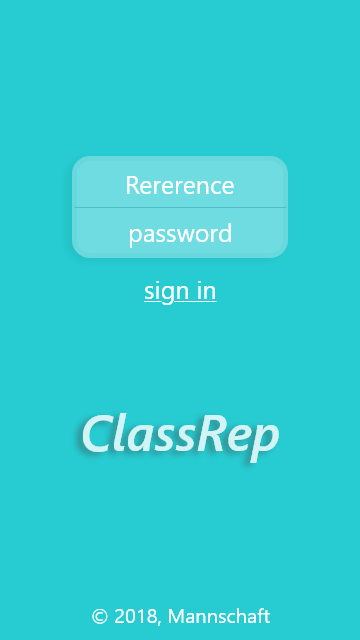 Rererence
password
sign in
ClassRep
© 2018, Mannschaft